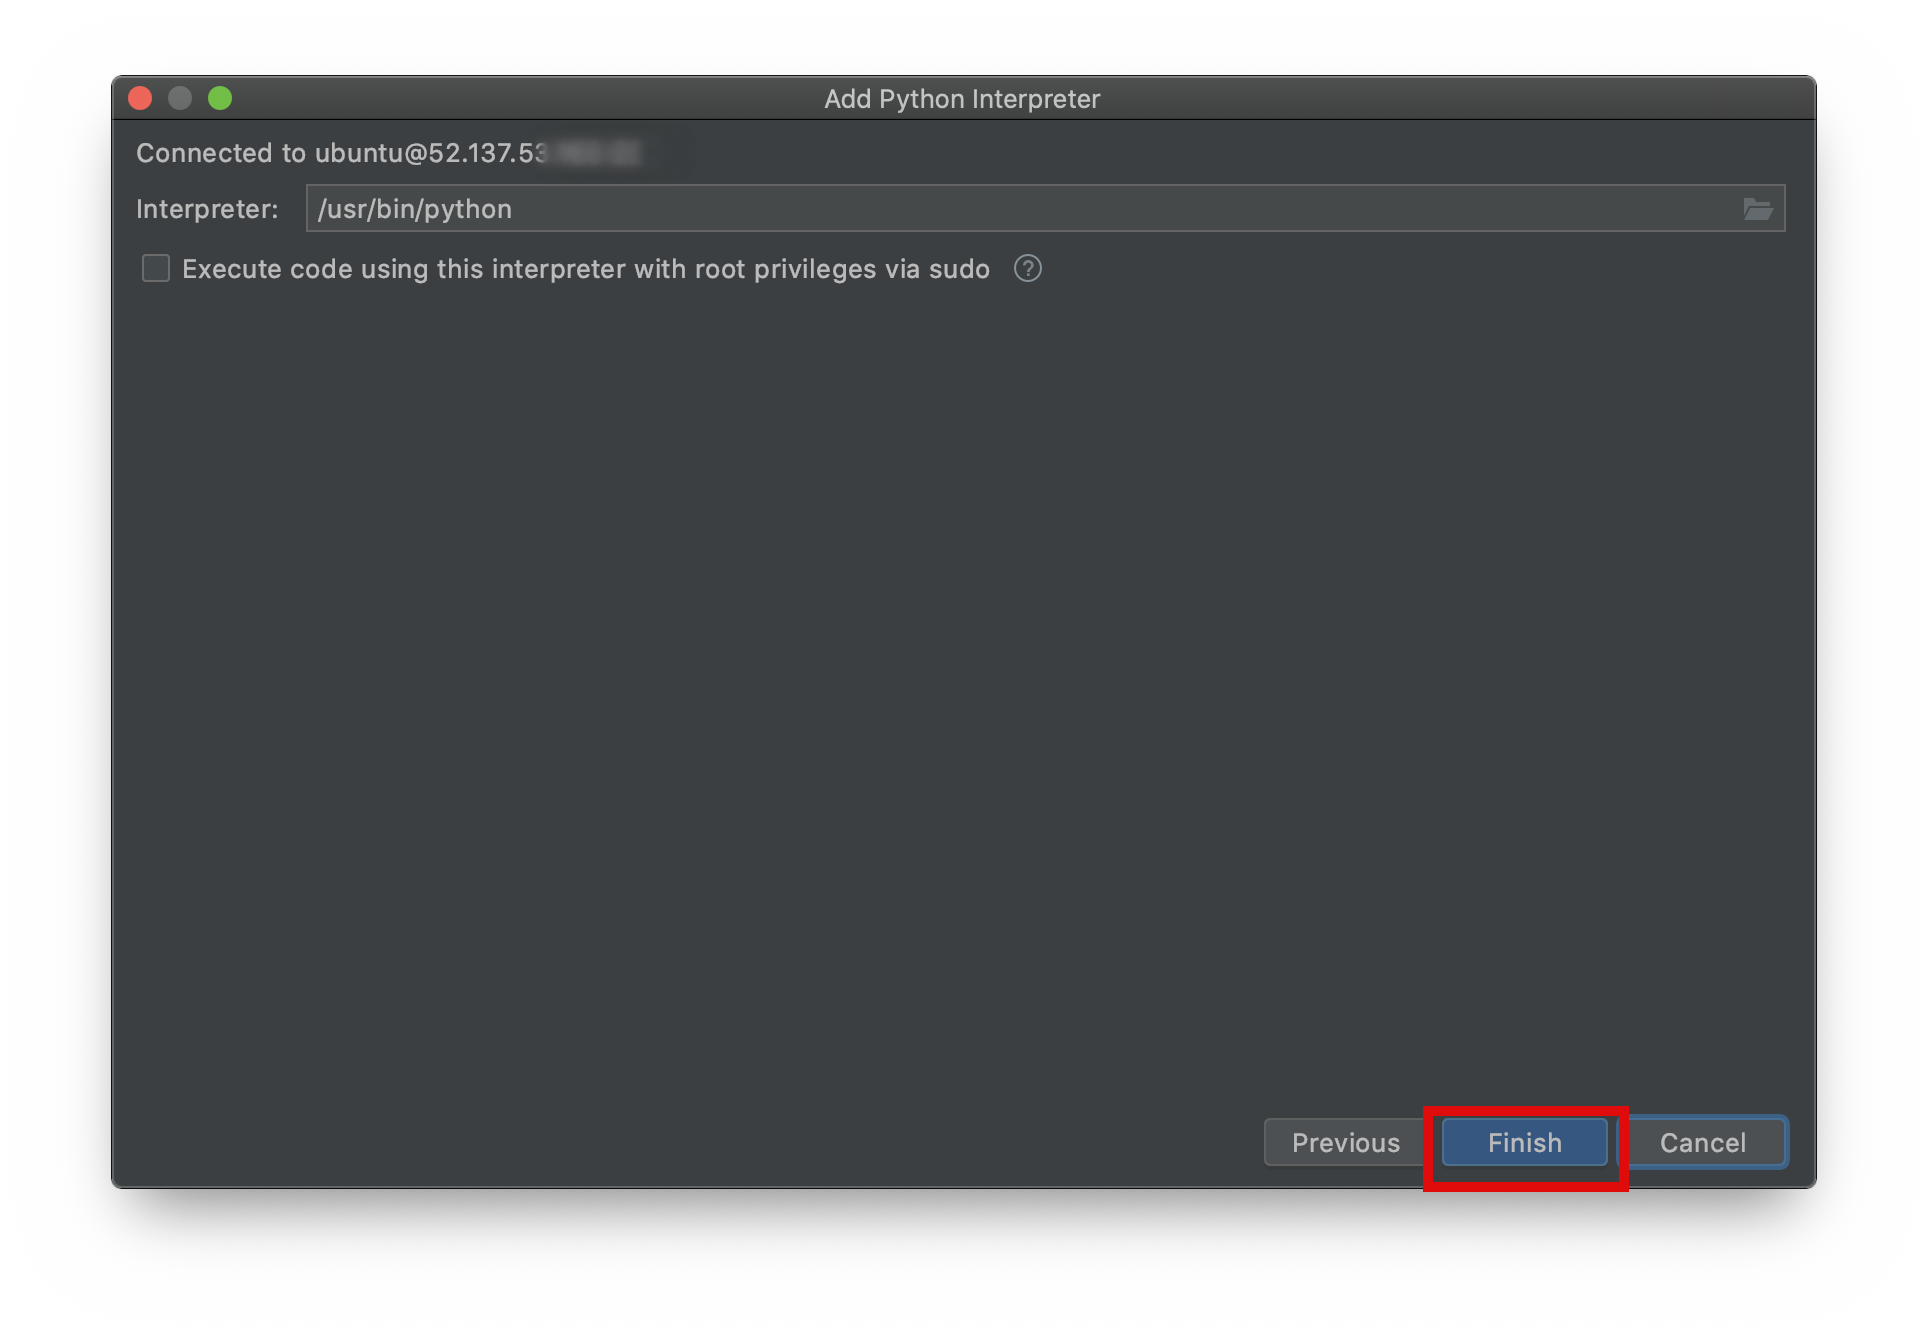 Add Python Interpreter
Connected to ubuntu@52.137.53
Interpreter: /usr/bin/python
Execute code using this interpreter with root privileges via sudo ?
Previous Finish Cancel